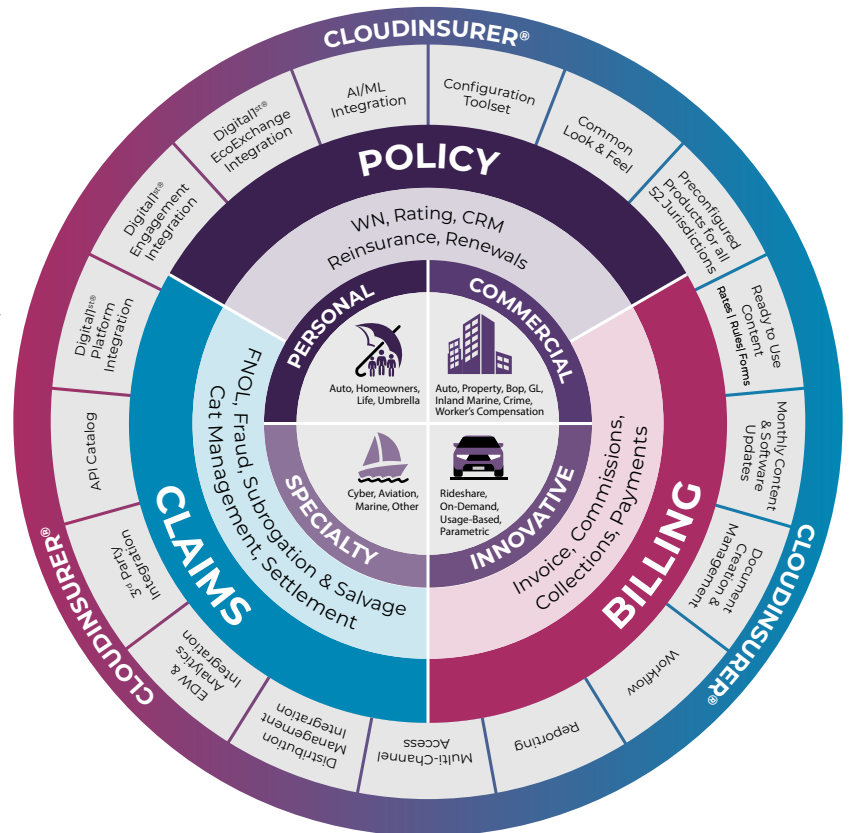 CLOUDINSURER®
AI/ML
Integration
Configuration
Toolset
Common
Look & Feel
Preconfigured
Products for all
52 Jurisdictions
Ready to Use
Content
Rates | Rules| Forms
Monthly Content
& Software
Updates
Document
Creation &
Management
Workflow
Reporting
Multi-Channel
Access
Distribution
Management
Integration
EDW &
Analytics
Integration
3rd Party
Integration
API Catalog
Digital1st®
Platform
Integration
Digital1st®
Engagement
Integration
Digital1st®
EcoExchange
Integration
CLOUDINSURER®
CLOUDINSURER®
POLICY
WN, Rating, CRM
Reinsurance, Renewals
BILLING
Invoice, Commissions,
Collections, Payments
CLAIMS
FNOL, Fraud, Subrogation & Salvage
Cat Management, Settlement
PERSONAL
Auto, Homeowners,
Life, Umbrella
COMMERCIAL
Auto, Property, Bop, GL,
Inland Marine, Crime,
Worker's Compensation
SPECIALTY
Cyber, Aviation,
Marine, Other
INNOVATIVE
Rideshare,
On-Demand,
Usage-Based,
Parametric